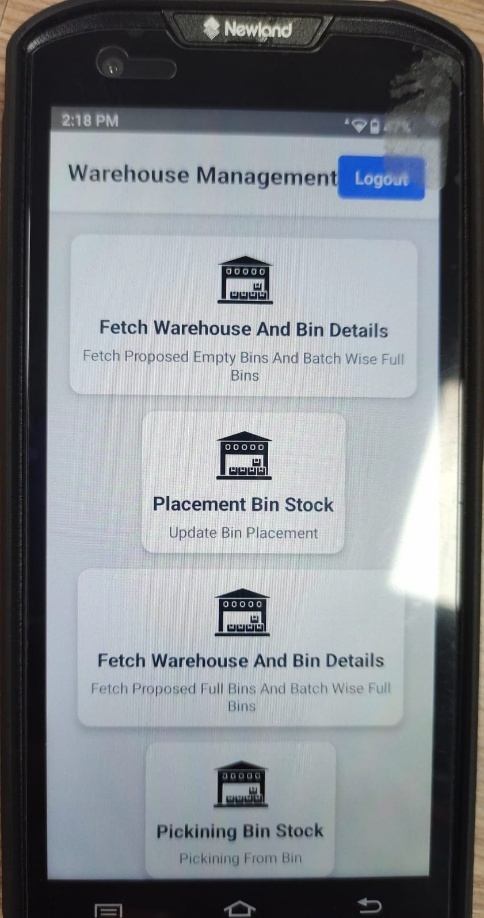 Newland
2:18 PM
Warehouse Management
Logout
Fetch Warehouse And Bin Details
Fetch Proposed Empty Bins And Batch Wise Full
Bins
Placement Bin Stock
Update Bin Placement
Fetch Warehouse And Bin Details
Fetch Proposed Full Bins And Batch Wise Full
Bins
Pickining Bin Stock
Pickining From Bin